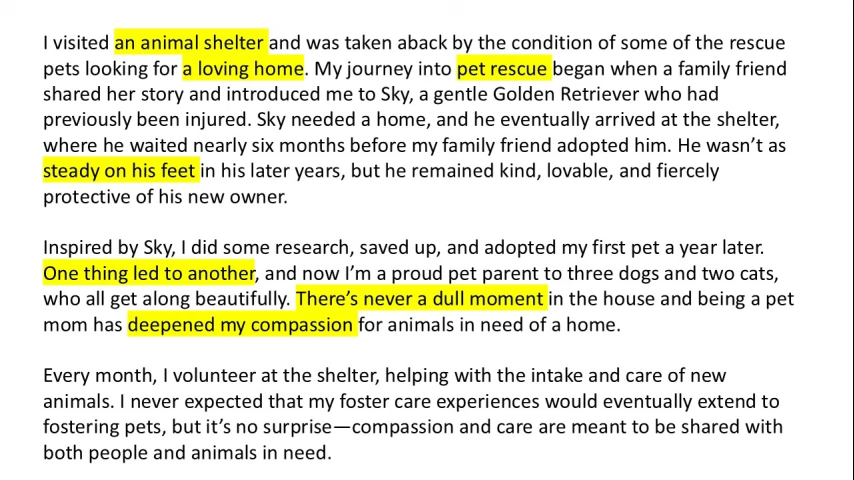 I visited an animal shelter and was taken aback by the condition of some of the rescue
pets looking for a loving home. My journey into pet rescue began when a family friend
shared her story and introduced me to Sky, a gentle Golden Retriever who had
previously been injured. Sky needed a home, and he eventually arrived at the shelter,
where he waited nearly six months before my family friend adopted him. He wasn’t as
steady on his feet in his later years, but he remained kind, lovable, and fiercely
protective of his new owner.
Inspired by Sky, I did some research, saved up, and adopted my first pet a year later.
One thing led to another, and now I’m a proud pet parent to three dogs and two cats,
who all get along beautifully. There’s never a dull moment in the house and being a pet
mom has deepened my compassion for animals in need of a home.
Every month, I volunteer at the shelter, helping with the intake and care of new
animals. I never expected that my foster care experiences would eventually extend to
fostering pets, but it’s no surprise—compassion and care are meant to be shared with
both people and animals in need.